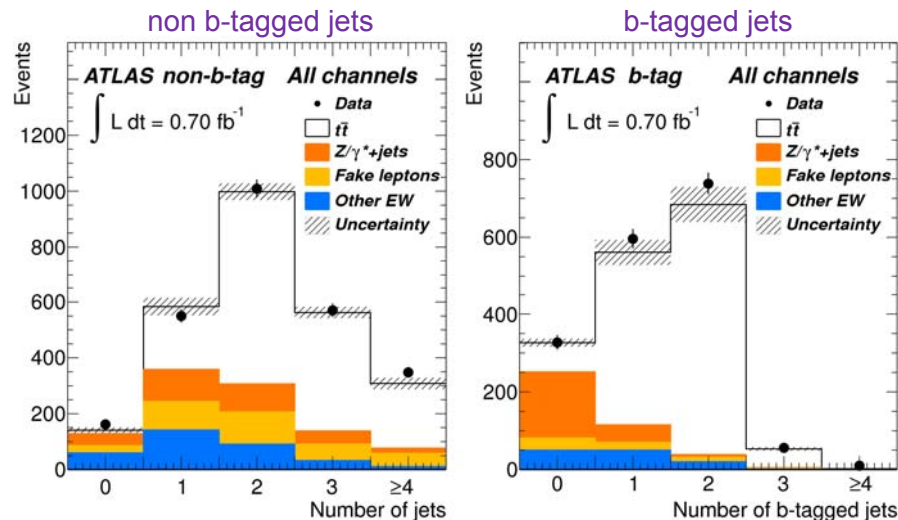 non b-tagged jets
b-tagged jets
Events
ATLAS non-b-tag All channels
∫ L dt = 0.70 fb⁻¹
Data
tt̄
Z/γ*+jets
Fake leptons
Other EW
Uncertainty
1200
1000
800
600
400
200
0
0 1 2 3 ≥4
Number of jets
Events
ATLAS b-tag All channels
∫ L dt = 0.70 fb⁻¹
Data
tt̄
Z/γ*+jets
Fake leptons
Other EW
Uncertainty
800
600
400
200
0
0 1 2 3 ≥4
Number of b-tagged jets